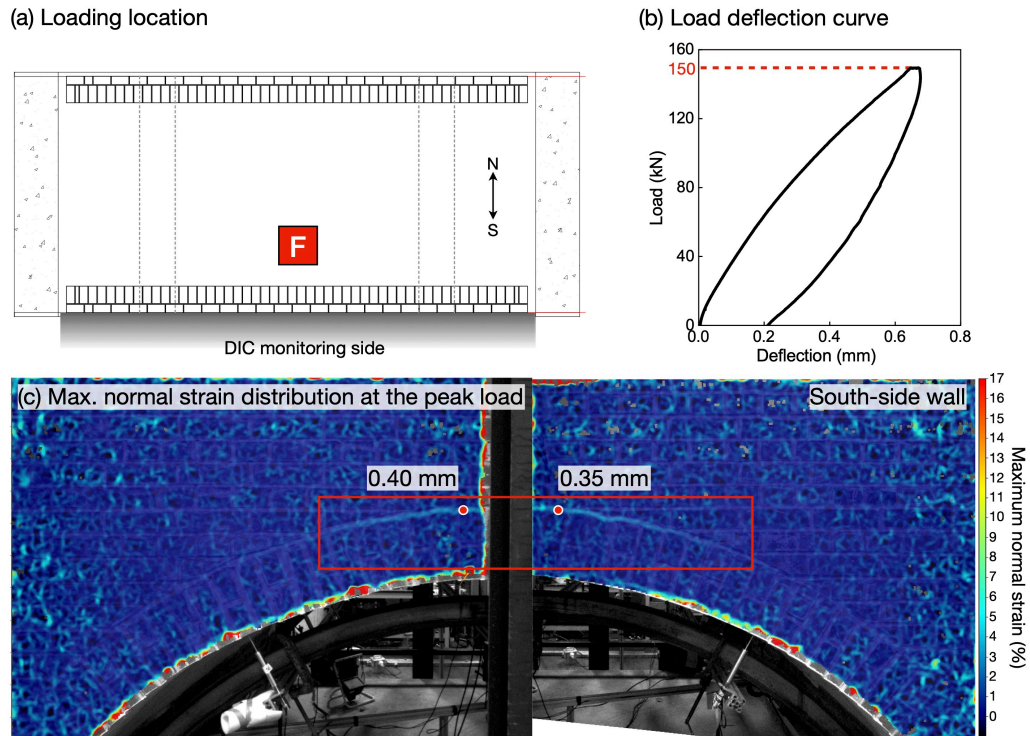 (a) Loading location
N
S
F
DIC monitoring side
(b) Load deflection curve
160
150
120
80
40
0
0.0
0.2
0.4
0.6
0.8
Load (kN)
Deflection (mm)
(c) Max. normal strain distribution at the peak load
South-side wall
0.40 mm
0.35 mm
17
16
15
14
13
12
11
10
9
8
7
6
5
4
3
2
1
0
Maximum normal strain (%)